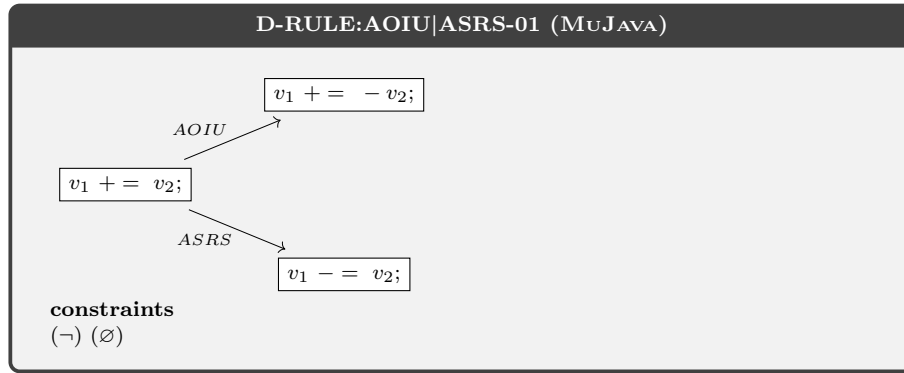 D-RULE:AOIU|ASRS-01 (MuJava)
v₁ += −v₂;
AOIU
v₁ += v₂;
ASRS
v₁ −= v₂;
constraints
(¬) (∅)